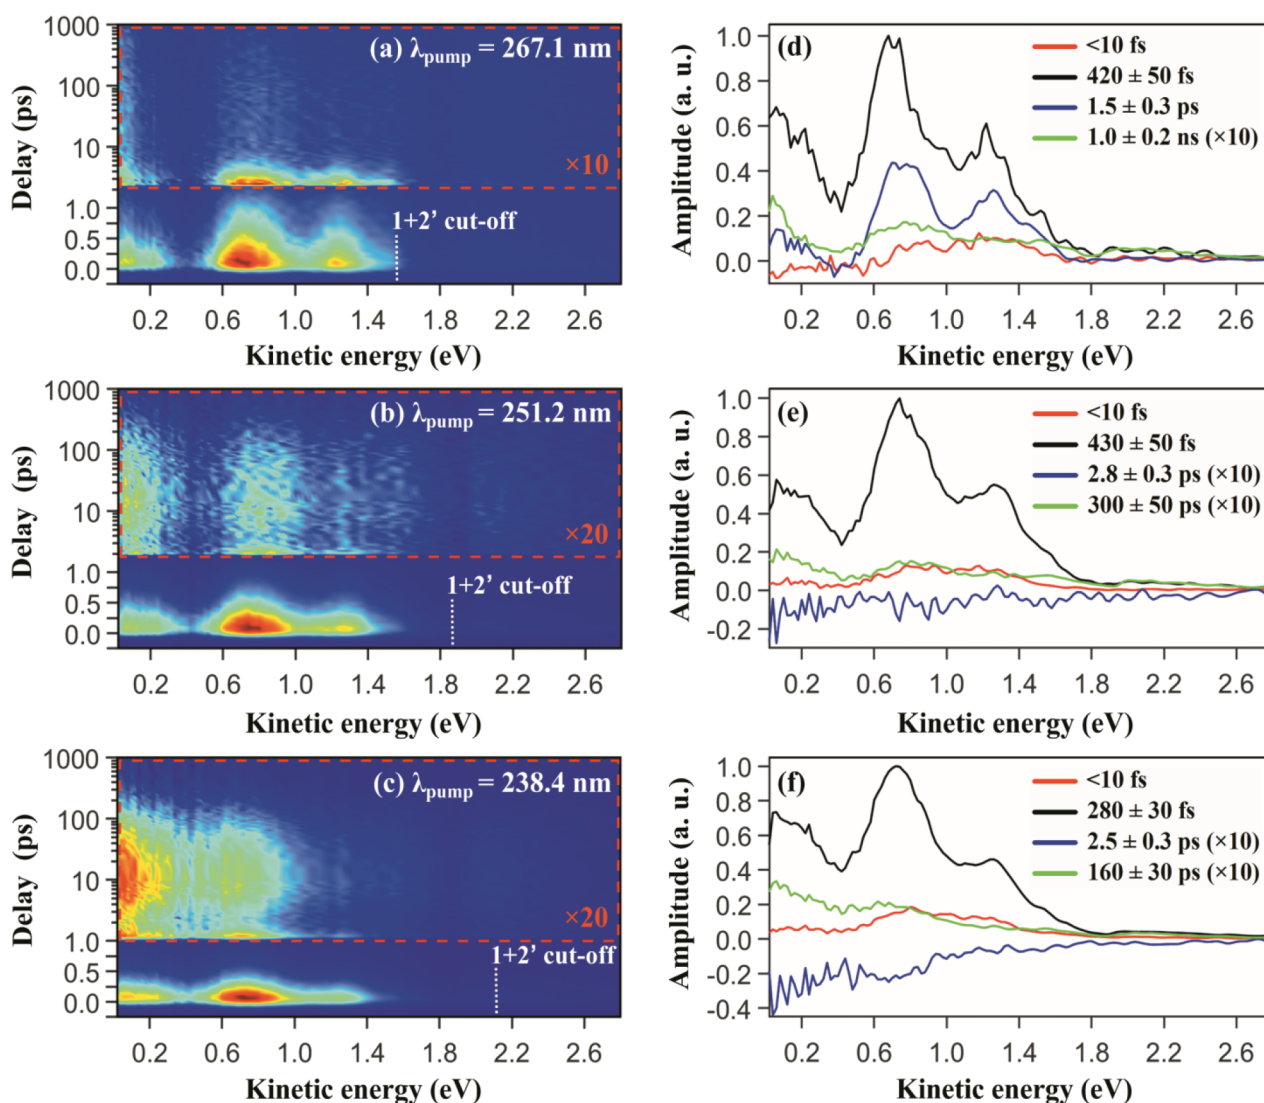 (a) λpump = 267.1 nm
1000
100
10
1.0
0.5
0.0
Delay (ps)
×10
1+2' cut-off
0.2 0.6 1.0 1.4 1.8 2.2 2.6
Kinetic energy (eV)
(d)
<10 fs
420 ± 50 fs
1.5 ± 0.3 ps
1.0 ± 0.2 ns (×10)
1.0
0.8
0.6
0.4
0.2
0.0
Amplitude (a. u.)
0.2 0.6 1.0 1.4 1.8 2.2 2.6
Kinetic energy (eV)
(b) λpump = 251.2 nm
1000
100
10
1.0
0.5
0.0
Delay (ps)
×20
1+2' cut-off
0.2 0.6 1.0 1.4 1.8 2.2 2.6
Kinetic energy (eV)
(e)
<10 fs
430 ± 50 fs
2.8 ± 0.3 ps (×10)
300 ± 50 ps (×10)
1.0
0.8
0.6
0.4
0.2
0.0
-0.2
Amplitude (a. u.)
0.2 0.6 1.0 1.4 1.8 2.2 2.6
Kinetic energy (eV)
(c) λpump = 238.4 nm
1000
100
10
1.0
0.5
0.0
Delay (ps)
×20
1+2' cut-off
0.2 0.6 1.0 1.4 1.8 2.2 2.6
Kinetic energy (eV)
(f)
<10 fs
280 ± 30 fs
2.5 ± 0.3 ps (×10)
160 ± 30 ps (×10)
1.0
0.8
0.6
0.4
0.2
0.0
-0.2
-0.4
Amplitude (a. u.)
0.2 0.6 1.0 1.4 1.8 2.2 2.6
Kinetic energy (eV)